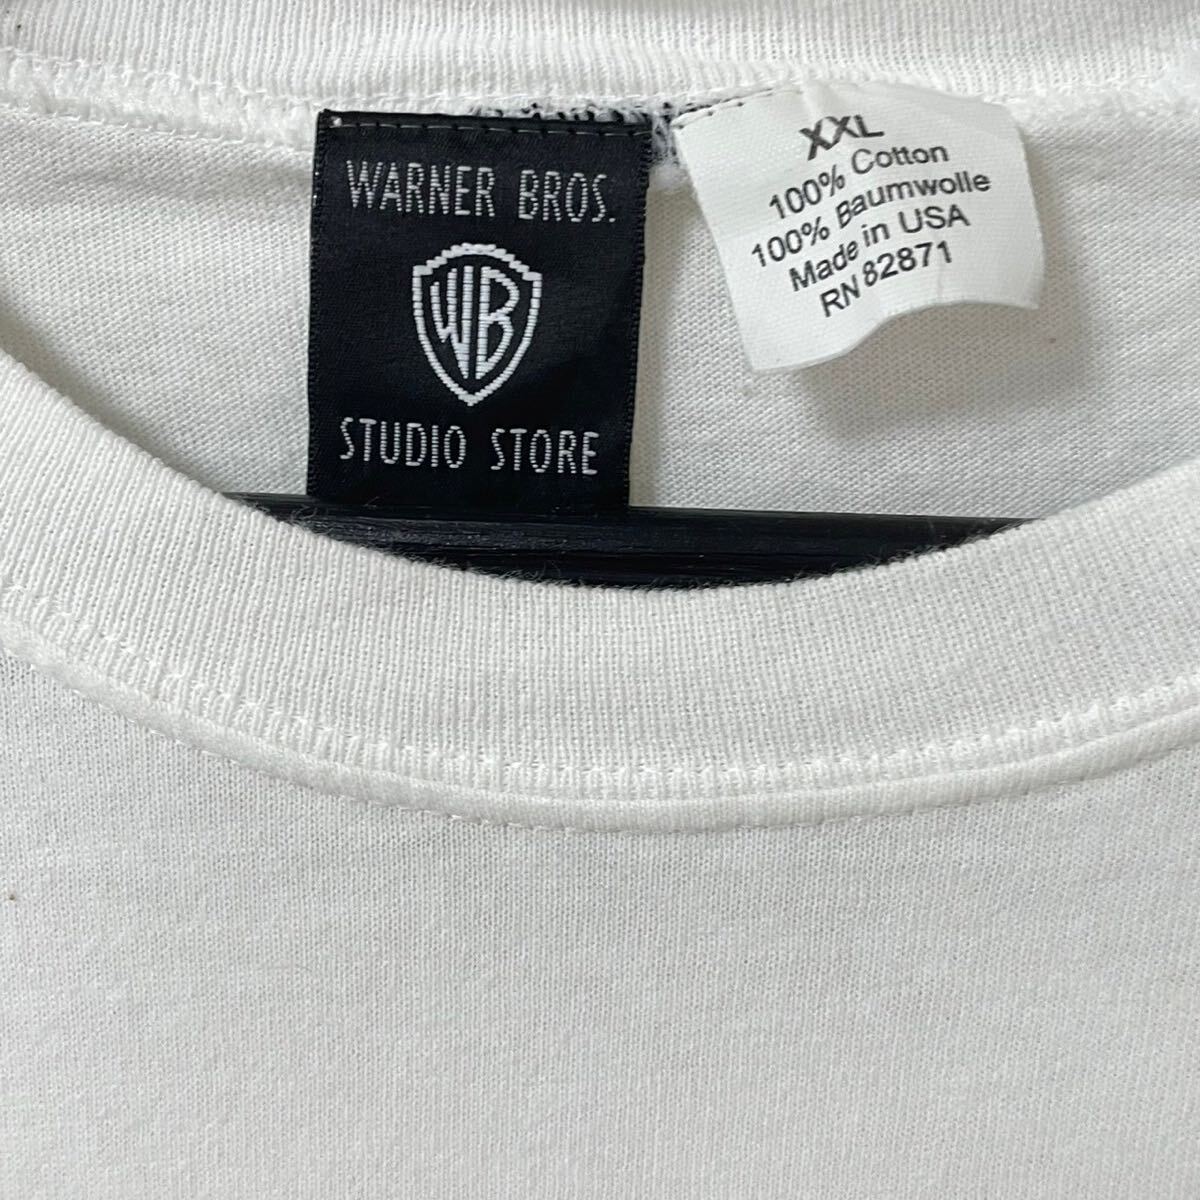 WARNER BROS.
WB
STUDIO STORE
XXL
100% Cotton
100% Baumwolle
Made in USA
RN 82871